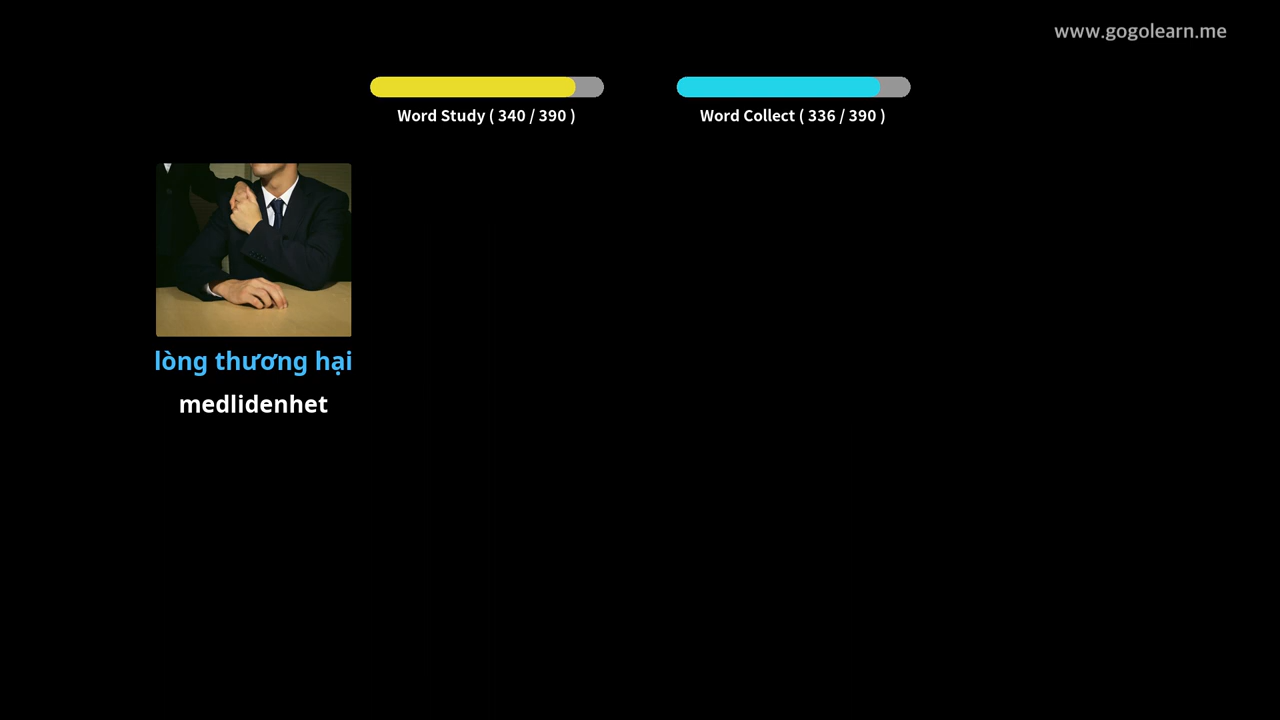 www.gogolearn.me
Word Study ( 340 / 390 )
Word Collect ( 336 / 390 )
lòng thương hại
medlidenhet